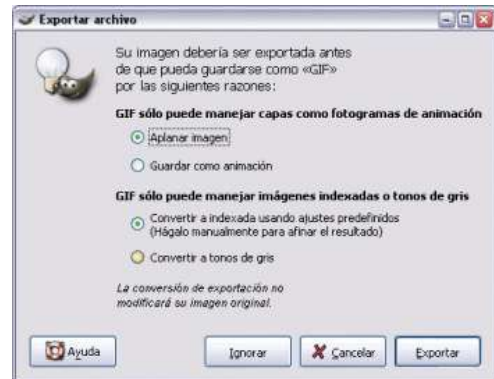 Exportar archivo
Su imagen debería ser exportada antes
de que pueda guardarse como «GIF»
por las siguientes razones:
GIF sólo puede manejar capas como fotogramas de animación
Aplanar imagen
Guardar como animación
GIF sólo puede manejar imágenes indexadas o tonos de gris
Convertir a indexada usando ajustes predefinidos
(Hágalo manualmente para afinar el resultado)
Convertir a tonos de gris
La conversión de exportación no
modificará su imagen original.
Ayuda
Ignorar
Cancelar
Exportar